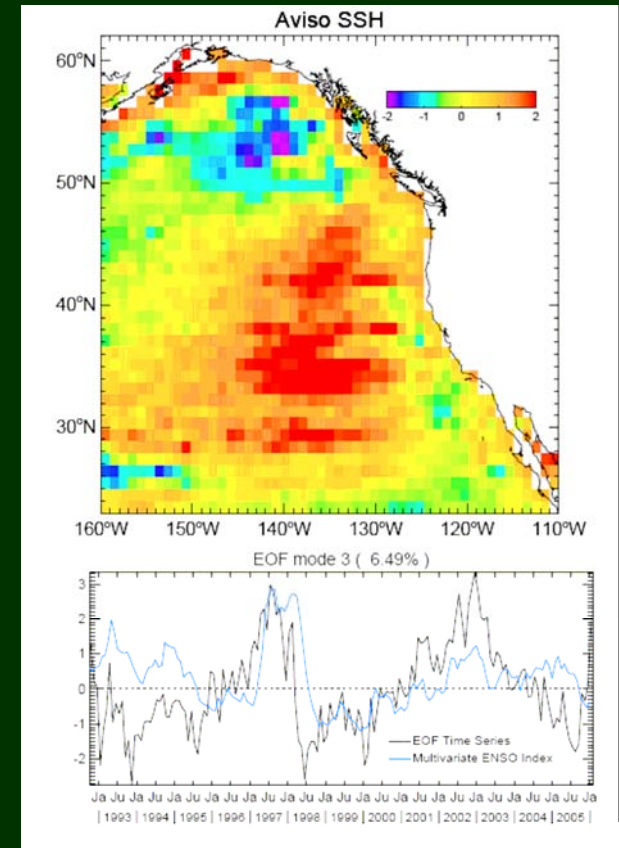 Aviso SSH
60°N
50°N
40°N
30°N
-2 -1 0 1 2
160°W 150°W 140°W 130°W 120°W 110°W
EOF mode 3 ( 6.49% )
3
2
1
0
-1
-2
EOF Time Series
Multivariate ENSO Index
Ja Ju Ja Ju Ja Ju Ja Ju Ja Ju Ja Ju Ja Ju Ja Ju Ja Ju Ja Ju Ja Ju Ja Ju Ja Ju Ja
| 1993 | 1994 | 1995 | 1996 | 1997 | 1998 | 1999 | 2000 | 2001 | 2002 | 2003 | 2004 | 2005 |